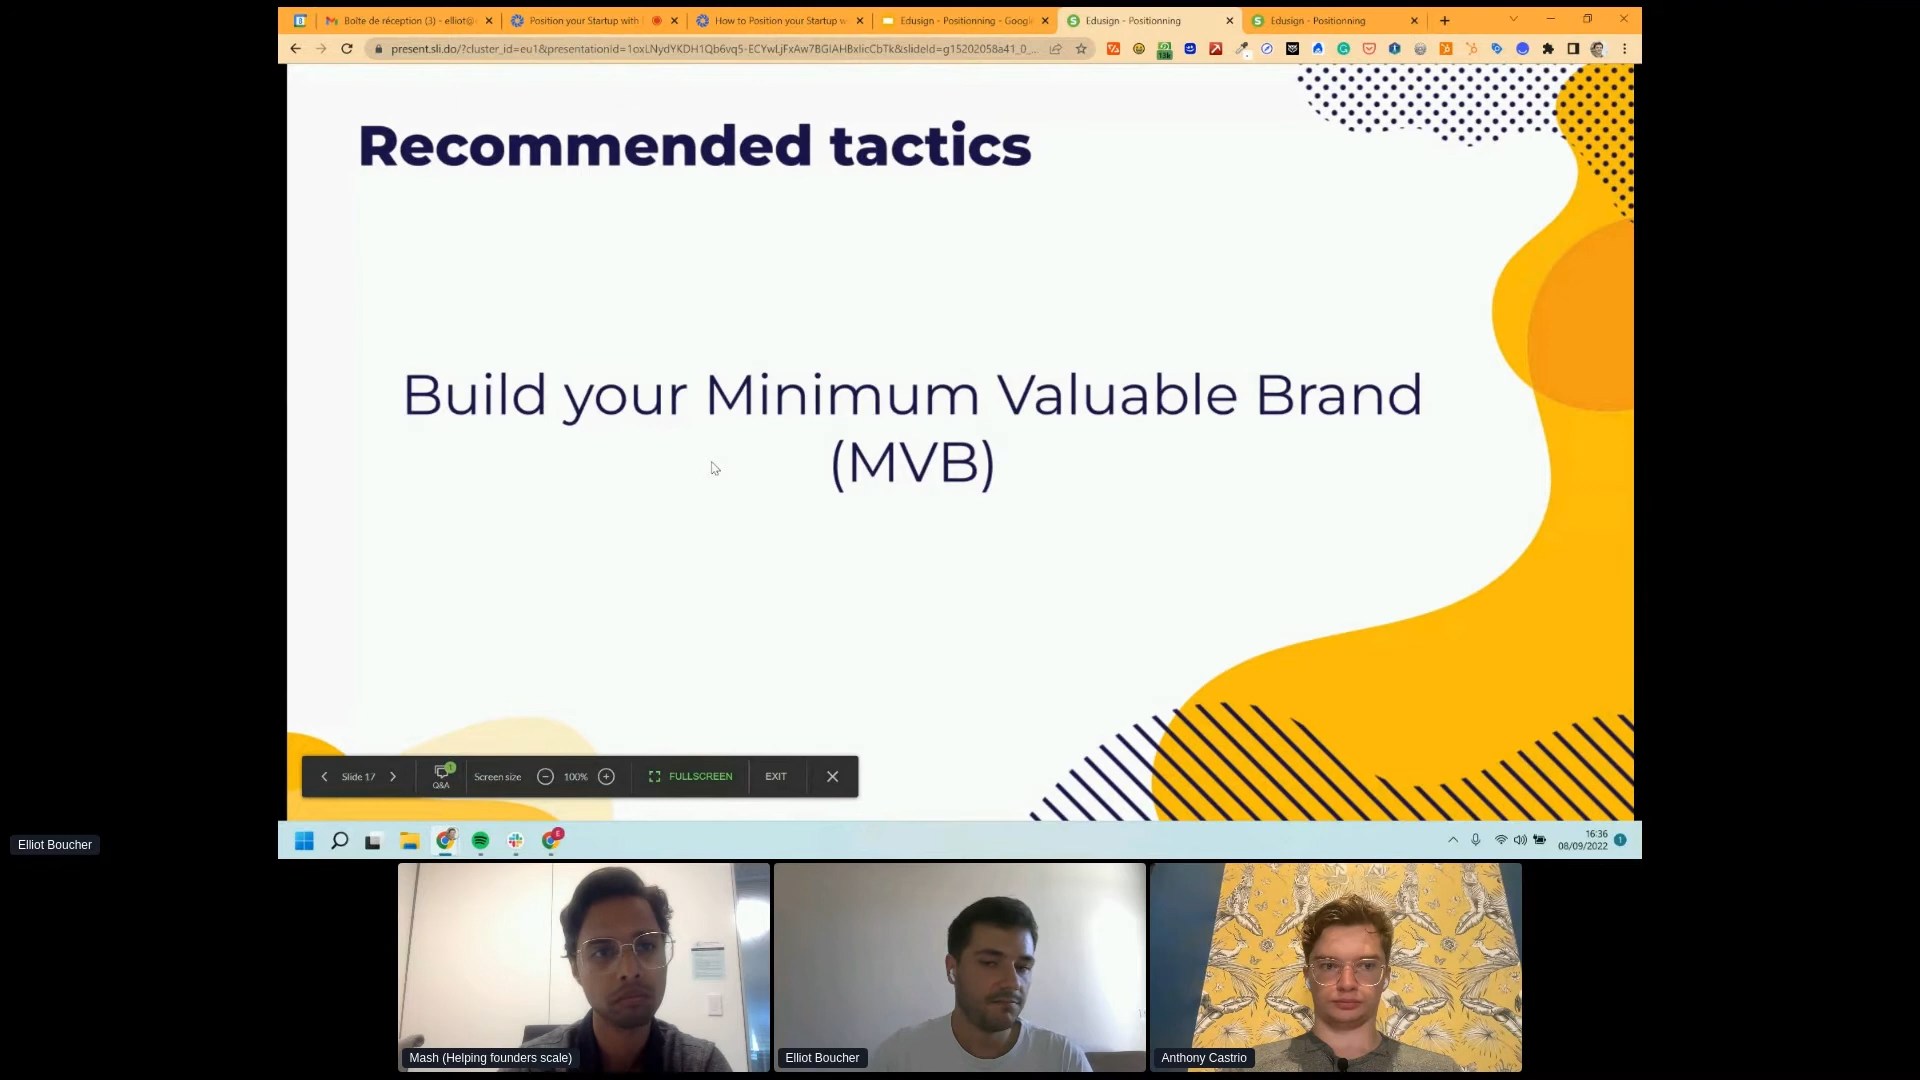 Boîte de réception (3) - elliot@
Position your Startup with
How to Position your Startup w
Edusign - Positionning - Googl
Edusign - Positionning
Edusign - Positionning
present.sli.do/?cluster_id=eu1&presentationId=1oxLNydYKDH1Qb6vq5-ECYwLjFxAw7BGIAHBxIicCbTk&slideId=g15202058a41_0_...
Recommended tactics
Build your Minimum Valuable Brand
(MVB)
Slide 17
1
Q&A
Screen size
100%
FULLSCREEN
EXIT
16:36
08/09/2022
1
Elliot Boucher
Mash (Helping founders scale)
Elliot Boucher
Anthony Castrio